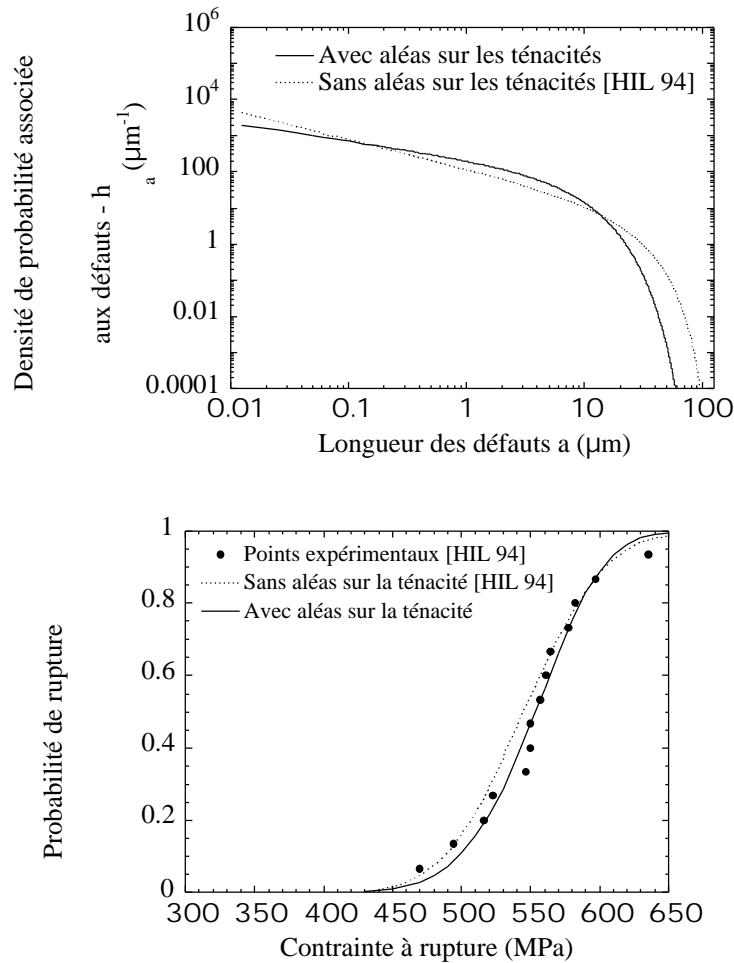 10⁶
10⁴
100
1
0.01
0.0001
Densité de probabilité associée
aux défauts - hₐ (µm⁻¹)
Avec aléas sur les ténacités
Sans aléas sur les ténacités [HIL 94]
0.01 0.1 1 10 100
Longueur des défauts a (µm)
1
0.8
0.6
0.4
0.2
0
Probabilité de rupture
Points expérimentaux [HIL 94]
Sans aléas sur la ténacité [HIL 94]
Avec aléas sur la ténacité
300 350 400 450 500 550 600 650
Contrainte à rupture (MPa)